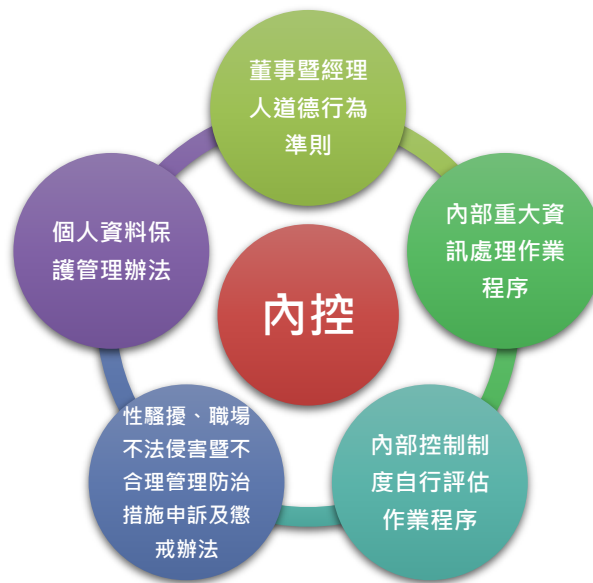 董事暨經理
人道德行為
準則
內部重大資
訊處理作業
程序
內部控制制
度自行評估
作業程序
性騷擾、職場
不法侵害暨不
合理管理防治
措施申訴及懲
戒辦法
個人資料保
護管理辦法
內控